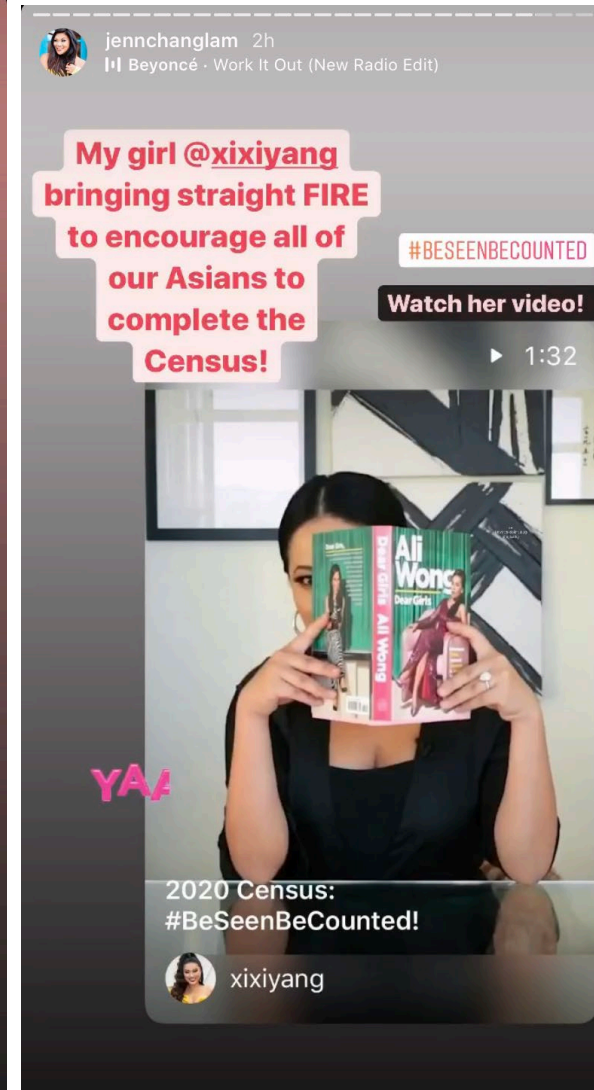 jennchanglam 2h
Beyoncé · Work It Out (New Radio Edit)
My girl @xixiyang
bringing straight FIRE
to encourage all of
our Asians to
complete the
Census!
#BESEENBECOUNTED
Watch her video!
1:32
Dear Girls Ali Wong
Ali
Wong
Dear Girls
YAA
2020 Census:
#BeSeenBeCounted!
xixiyang